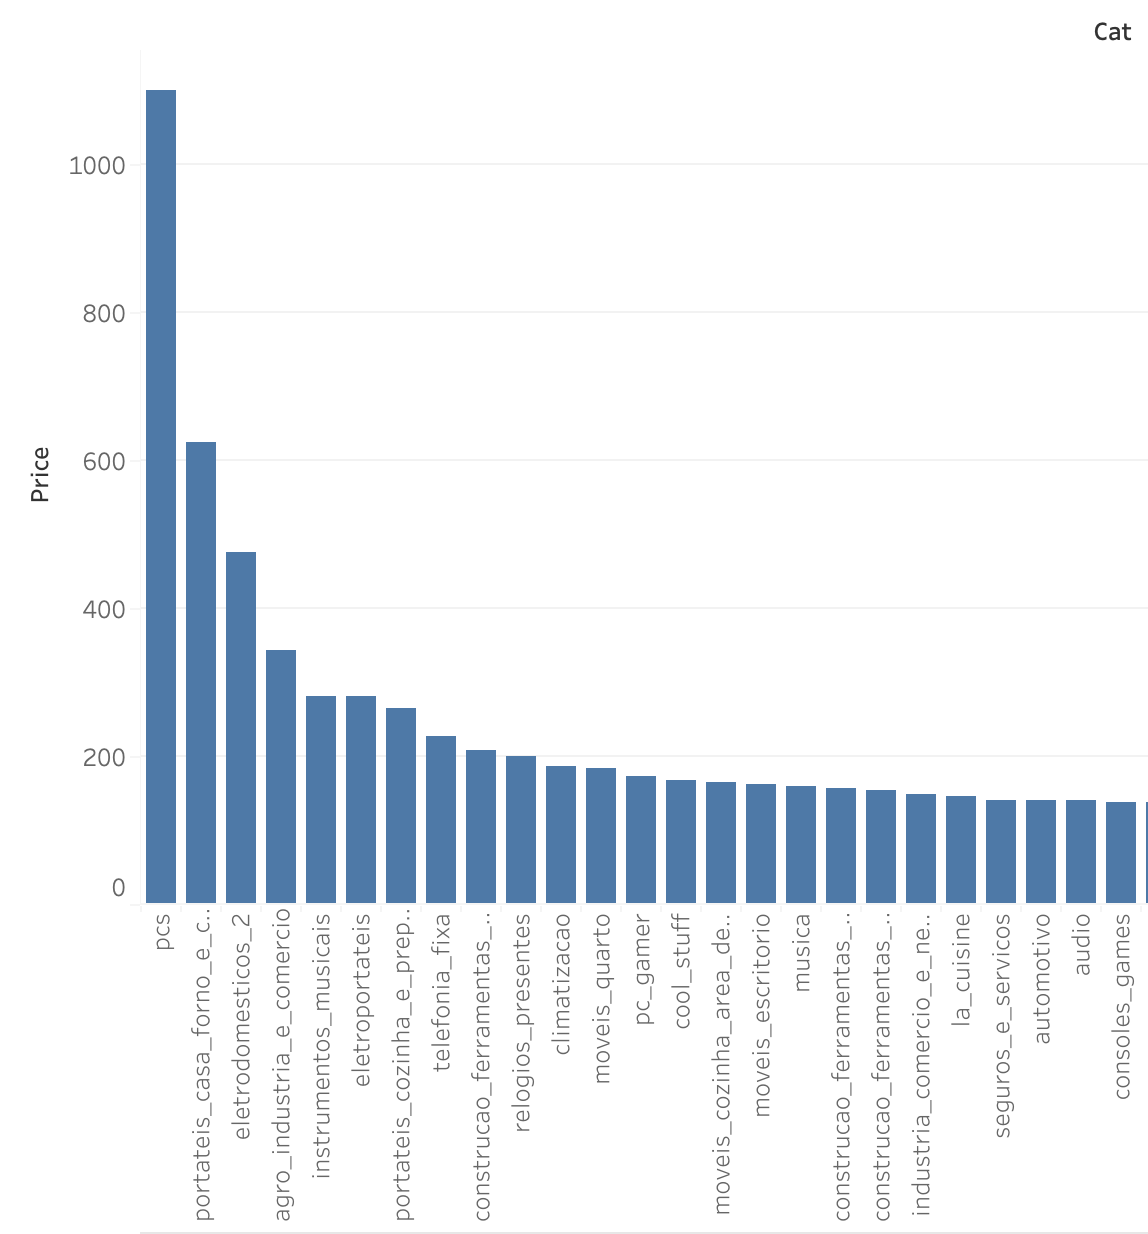 Cat
Price
1000
800
600
400
200
0
pcs
portateis_casa_forno_e_c..
eletrodomesticos_2
agro_industria_e_comercio
instrumentos_musicais
eletroportateis
portateis_cozinha_e_prep..
telefonia_fixa
construcao_ferramentas_..
relogios_presentes
climatizacao
moveis_quarto
pc_gamer
cool_stuff
moveis_cozinha_area_de..
moveis_escritorio
musica
construcao_ferramentas_..
construcao_ferramentas_..
industria_comercio_e_ne..
la_cuisine
seguros_e_servicos
automotivo
audio
consoles_games